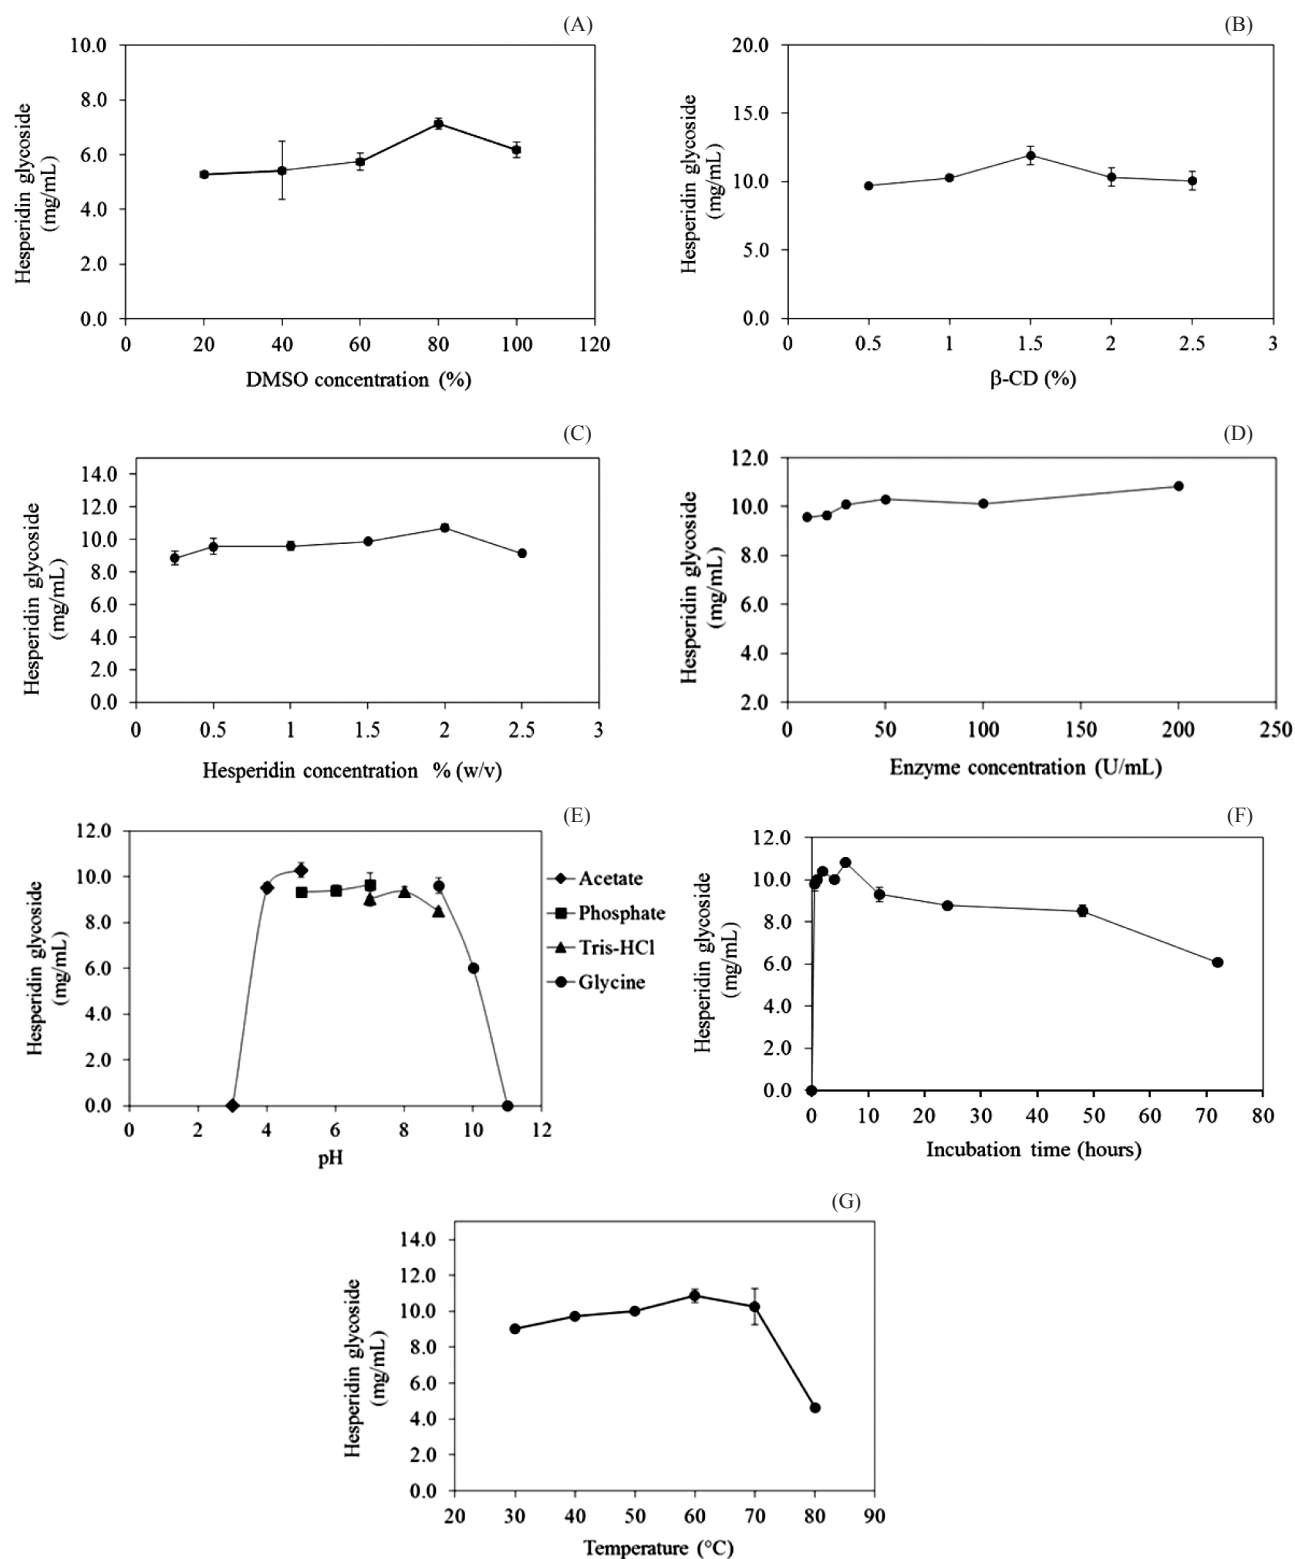 (A)
10.0
8.0
6.0
4.0
2.0
0.0
Hesperidin glycoside
(mg/mL)
0 20 40 60 80 100 120
DMSO concentration (%)
(B)
20.0
15.0
10.0
5.0
0.0
Hesperidin glycoside
(mg/mL)
0 0.5 1 1.5 2 2.5 3
β-CD (%)
(C)
14.0
12.0
10.0
8.0
6.0
4.0
2.0
0.0
Hesperidin glycoside
(mg/mL)
0 0.5 1 1.5 2 2.5 3
Hesperidin concentration % (w/v)
(D)
12.0
10.0
8.0
6.0
4.0
2.0
Hesperidin glycoside
(mg/mL)
0 50 100 150 200 250
Enzyme concentration (U/mL)
(E)
12.0
10.0
8.0
6.0
4.0
2.0
0.0
Hesperidin glycoside
(mg/mL)
0 2 4 6 8 10 12
pH
Acetate
Phosphate
Tris-HCl
Glycine
(F)
12.0
10.0
8.0
6.0
4.0
2.0
0.0
Hesperidin glycoside
(mg/mL)
0 10 20 30 40 50 60 70 80
Incubation time (hours)
(G)
14.0
12.0
10.0
8.0
6.0
4.0
2.0
0.0
Hesperidin glycoside
(mg/mL)
20 30 40 50 60 70 80 90
Temperature (°C)